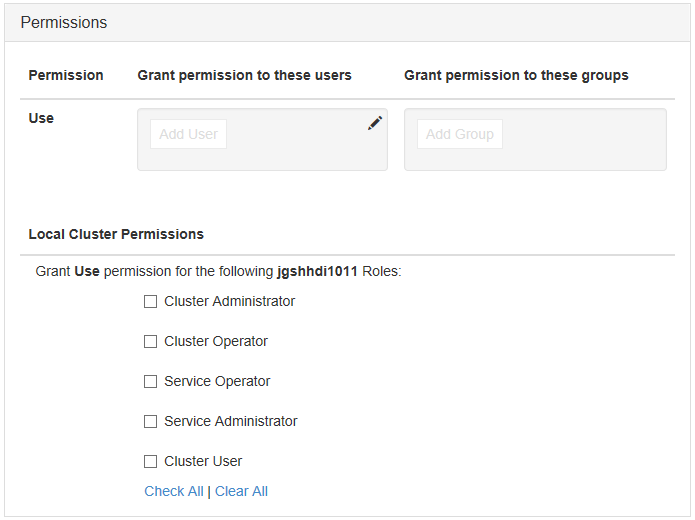 Permissions
Permission Grant permission to these users Grant permission to these groups
Use Add User Add Group
Local Cluster Permissions
Grant Use permission for the following jgshhdi1011 Roles:
Cluster Administrator
Cluster Operator
Service Operator
Service Administrator
Cluster User
Check All | Clear All